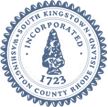 SOUTH KINGSTOWN
WASHINGTON COUNTY RHODE ISLAND
INCORPORATED
1723